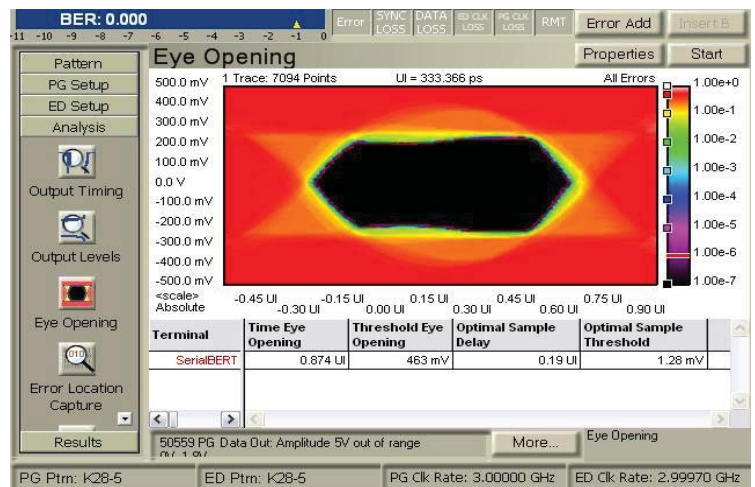 BER: 0.000
-11 -10 -9 -8 -7 -6 -5 -4 -3 -2 -1 0
Error
SYNC LOSS
DATA LOSS
ED CLK LOSS
PG CLK LOSS
RMT
Error Add
Insert B
Eye Opening
Properties
Start
Pattern
PG Setup
ED Setup
Analysis
Output Timing
Output Levels
Eye Opening
Error Location
Capture
Results
1 Trace: 7094 Points
UI = 333.366 ps
All Errors
500.0 mV
400.0 mV
300.0 mV
200.0 mV
100.0 mV
0.0 V
-100.0 mV
-200.0 mV
-300.0 mV
-400.0 mV
-500.0 mV
1.00e+0
1.00e-1
1.00e-2
1.00e-3
1.00e-4
1.00e-5
1.00e-6
1.00e-7
<scale>
Absolute
-0.45 UI -0.15 UI 0.15 UI 0.45 UI 0.75 UI
-0.30 UI 0.00 UI 0.30 UI 0.60 UI 0.90 UI
Terminal
Time Eye Opening
Threshold Eye Opening
Optimal Sample Delay
Optimal Sample Threshold
SerialBERT 0.874 UI 463 mV 0.19 UI 1.28 mV
50559 PG Data Out: Amplitude 5V out of range
More...
Eye Opening
PG Ptrn: K28-5
ED Ptrn: K28-5
PG Clk Rate: 3.00000 GHz
ED Clk Rate: 2.99970 GHz